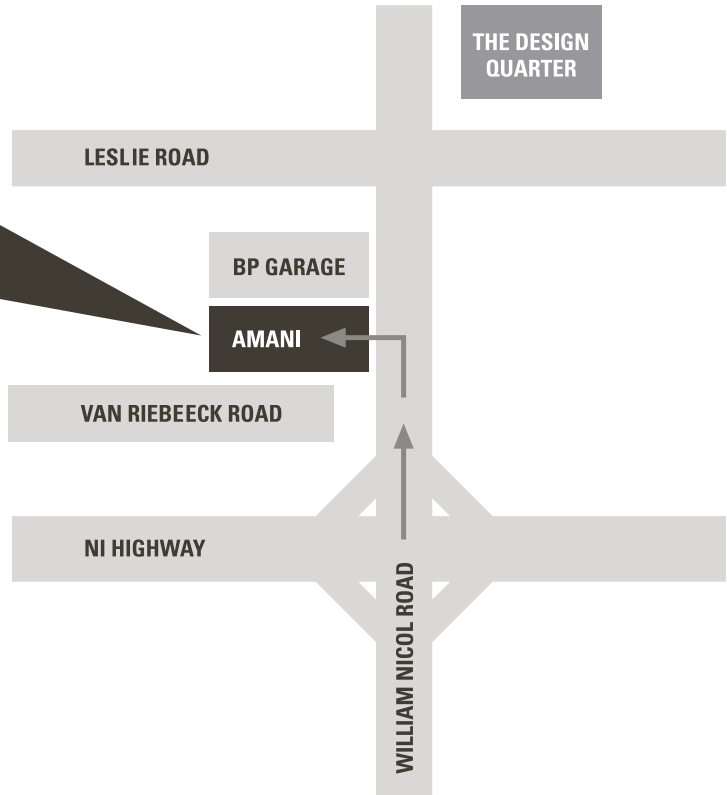 THE DESIGN
QUARTER
LESLIE ROAD
BP GARAGE
AMANI
VAN RIEBEECK ROAD
NI HIGHWAY
WILLIAM NICOL ROAD